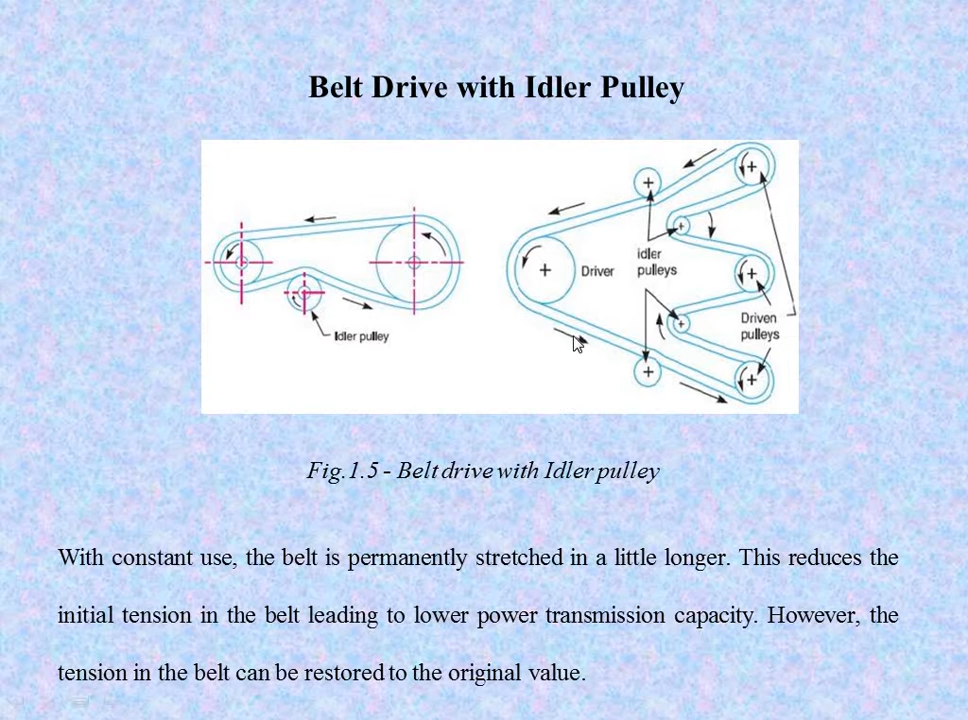 Belt Drive with Idler Pulley
Idler pulley
Driver
idler
pulleys
Driven
pulleys
Fig.1.5 - Belt drive with Idler pulley
With constant use, the belt is permanently stretched in a little longer. This reduces the
initial tension in the belt leading to lower power transmission capacity. However, the
tension in the belt can be restored to the original value.